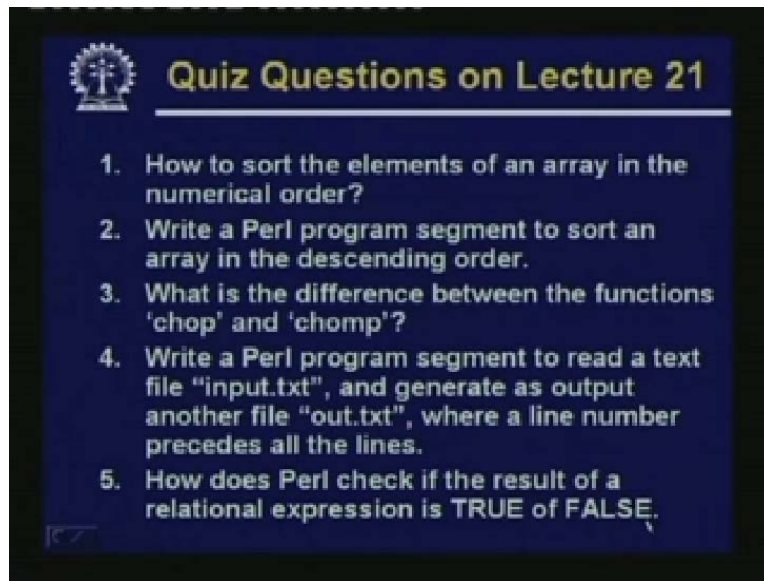 Quiz Questions on Lecture 21
1. How to sort the elements of an array in the
numerical order?
2. Write a Perl program segment to sort an
array in the descending order.
3. What is the difference between the functions
‘chop’ and ‘chomp’?
4. Write a Perl program segment to read a text
file “input.txt”, and generate as output
another file “out.txt”, where a line number
precedes all the lines.
5. How does Perl check if the result of a
relational expression is TRUE of FALSE.